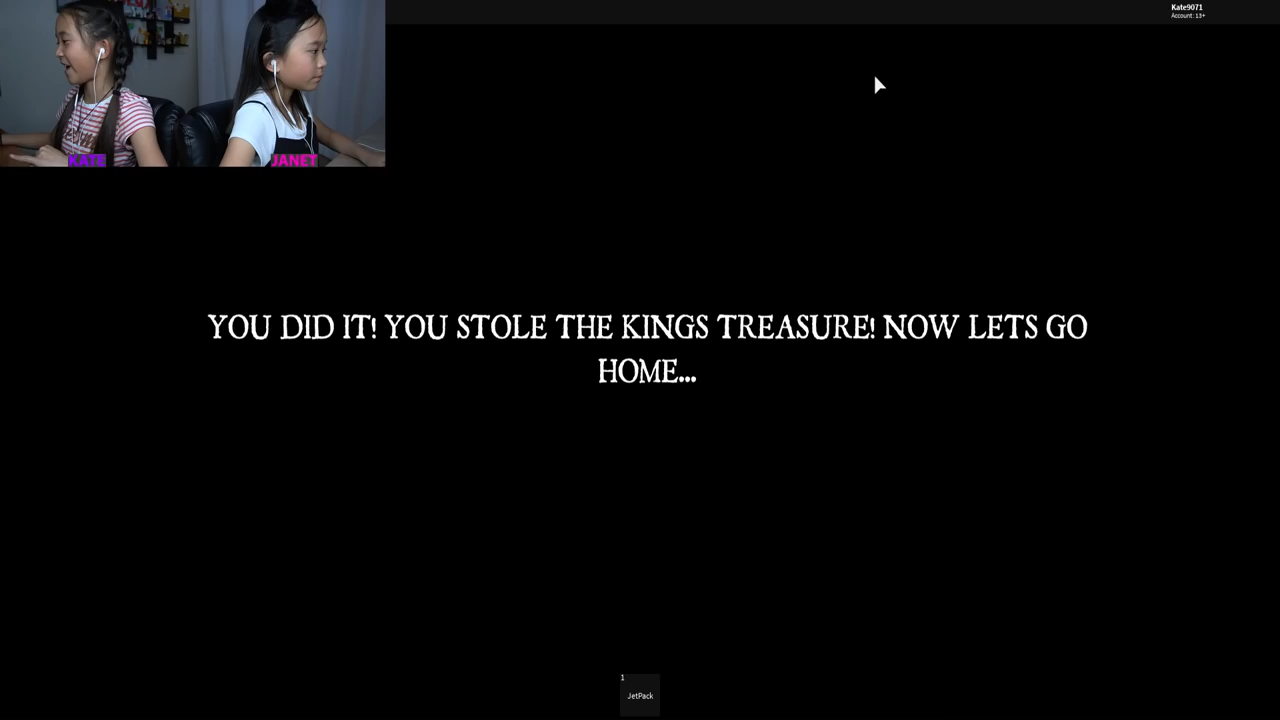 Kate9071
Account: 13+
KATE
JANET
YOU DID IT! YOU STOLE THE KINGS TREASURE! NOW LETS GO
HOME...
1
JetPack